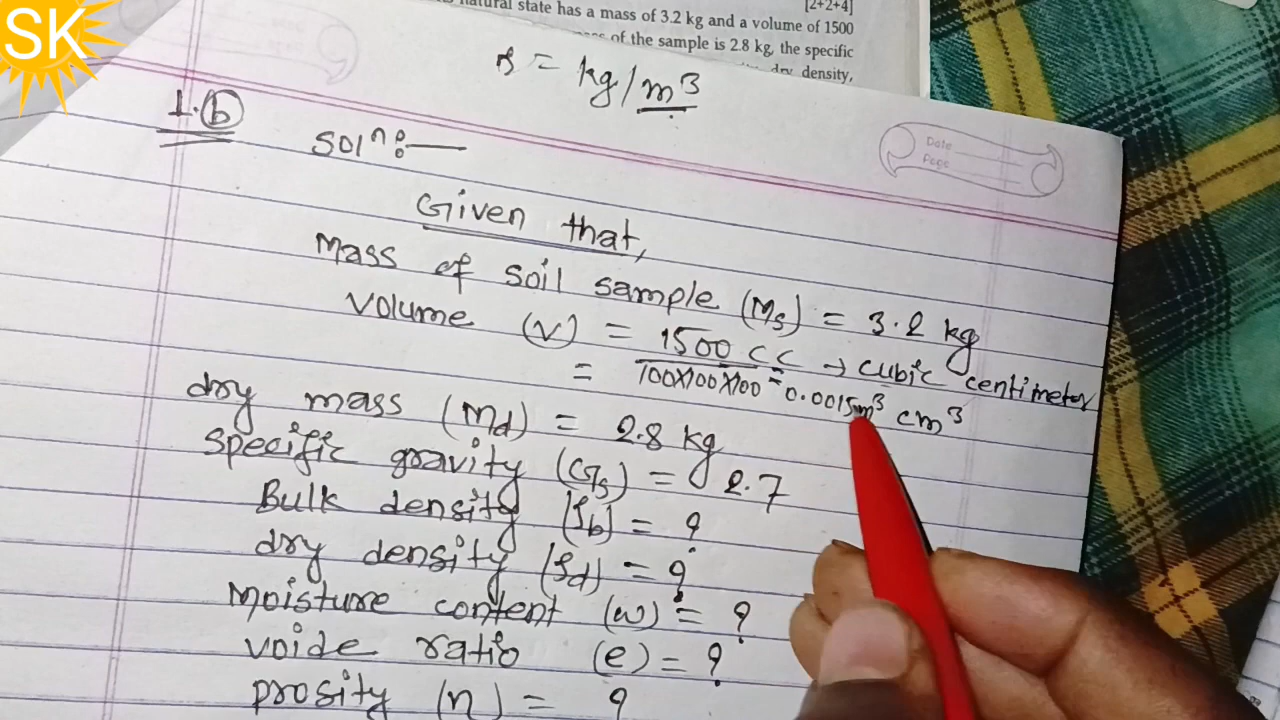 SK
[2+2+4]
natural state has a mass of 3.2 kg and a volume of 1500
of the sample is 2.8 kg, the specific
dry density,
= kg/m³
1. b
Solⁿ:—
Date
Page
Given that,
Mass of soil sample (Ms) = 3.2 kg
Volume (V) = 1500 CC → cubic centimeter
= 100X100X100 = 0.0015m³ cm³
dry mass (Md) = 2.8 kg
Specific gravity (Gs) = 2.7
Bulk density (ρb) = ?
dry density (ρd) = ?
Moisture content (w) = ?
voide ratio (e) = ?
prosity (n) = ?